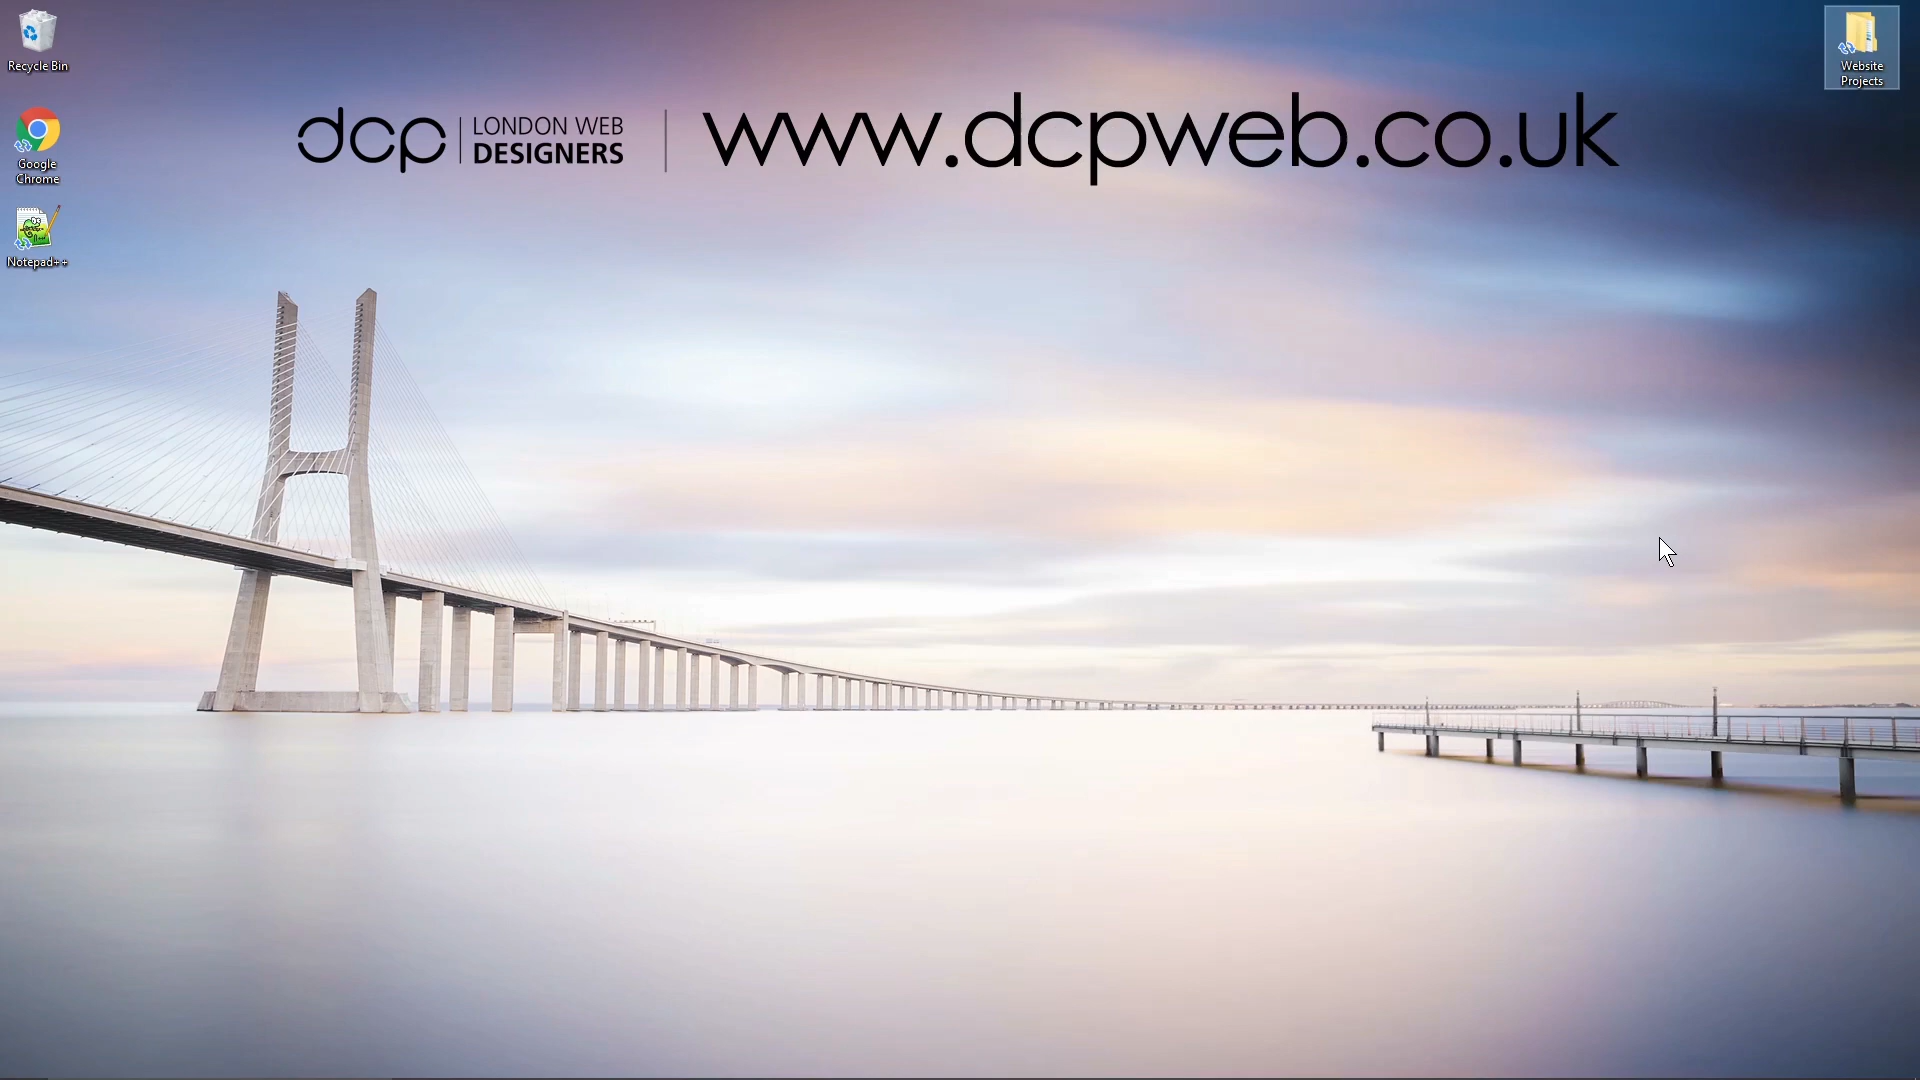 Recycle Bin
Google
Chrome
Notepad++
dcp LONDON WEB
DESIGNERS
www.dcpweb.co.uk
Website
Projects